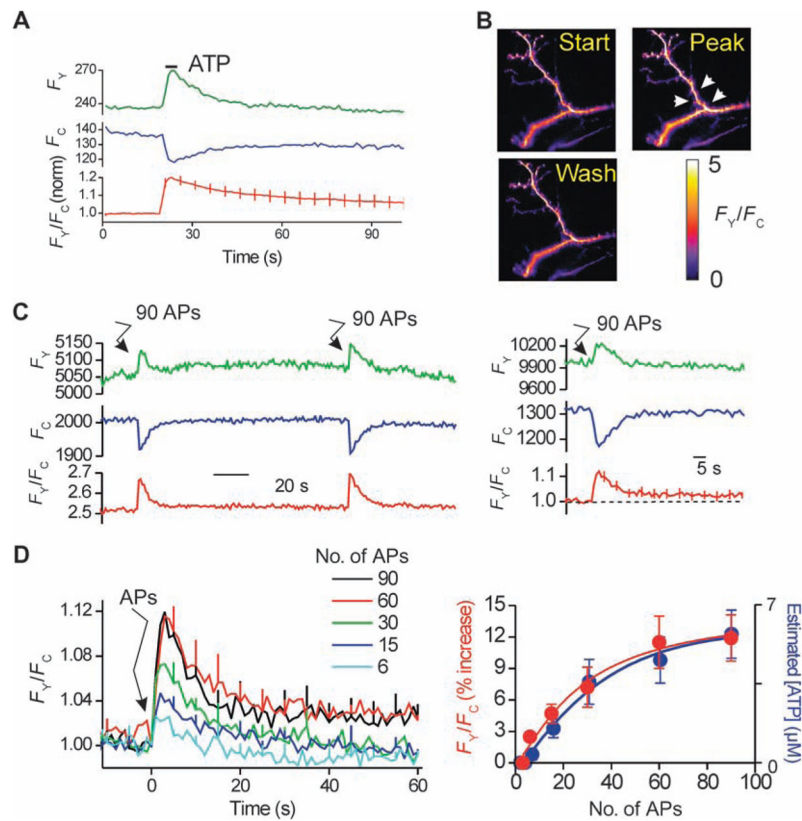 A
F_Y
270
240
ATP
F_C
140
120
F_Y/F_C (norm)
1.2
1.1
1.0
0
30
60
90
Time (s)
B
Start
Peak
Wash
5
F_Y/F_C
0
C
90 APs
90 APs
F_Y
5150
5100
5050
5000
F_C
2000
1900
F_Y/F_C
2.7
2.6
2.5
20 s
90 APs
F_Y
10200
9900
9600
F_C
1300
1200
F_Y/F_C
1.1
1.0
5 s
D
No. of APs
90
60
30
15
6
APs
F_Y/F_C
1.12
1.08
1.04
1.00
0
20
40
60
Time (s)
F_Y/F_C (% increase)
15
12
9
6
3
0
0
20
40
60
80
100
No. of APs
7
0
Estimated [ATP] (μM)